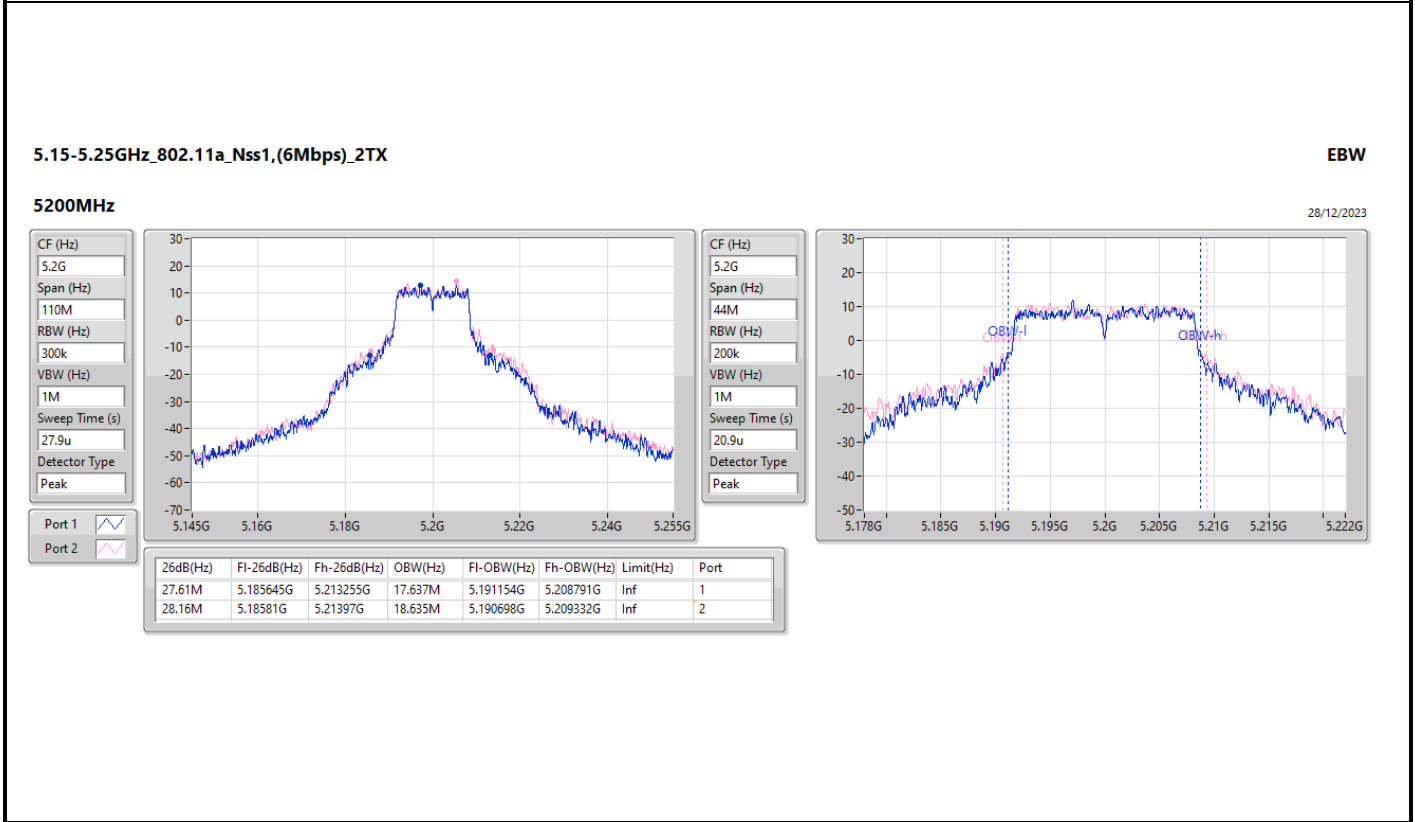 5.15-5.25GHz_802.11a_Nss1,(6Mbps)_2TX
EBW
5200MHz
28/12/2023
CF (Hz)
5.2G
Span (Hz)
110M
RBW (Hz)
300k
VBW (Hz)
1M
Sweep Time (s)
27.9u
Detector Type
Peak
Port 1
Port 2
30
20
10
0
-10
-20
-30
-40
-50
-60
-70
5.145G 5.16G 5.18G 5.2G 5.22G 5.24G 5.255G
CF (Hz)
5.2G
Span (Hz)
44M
RBW (Hz)
200k
VBW (Hz)
1M
Sweep Time (s)
20.9u
Detector Type
Peak
30
20
10
0
-10
-20
-30
-40
-50
OBW-l
OBW-h
5.178G 5.185G 5.19G 5.195G 5.2G 5.205G 5.21G 5.215G 5.222G
26dB(Hz) Fl-26dB(Hz) Fh-26dB(Hz) OBW(Hz) Fl-OBW(Hz) Fh-OBW(Hz) Limit(Hz) Port
27.61M 5.185645G 5.213255G 17.637M 5.191154G 5.208791G Inf 1
28.16M 5.18581G 5.21397G 18.635M 5.190698G 5.209332G Inf 2